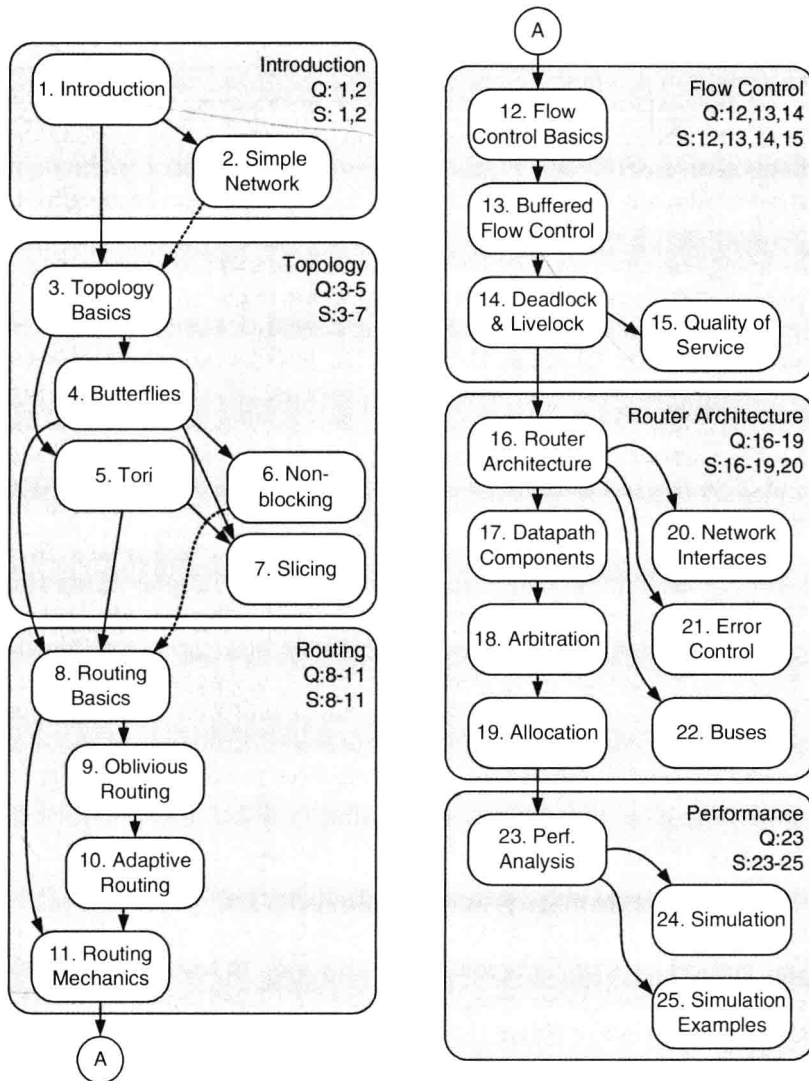 Introduction
Q: 1,2
S: 1,2
1. Introduction
2. Simple
Network
Topology
Q:3-5
S:3-7
3. Topology
Basics
4. Butterflies
5. Tori
6. Non-
blocking
7. Slicing
Routing
Q:8-11
S:8-11
8. Routing
Basics
9. Oblivious
Routing
10. Adaptive
Routing
11. Routing
Mechanics
A
A
Flow Control
Q:12,13,14
S:12,13,14,15
12. Flow
Control Basics
13. Buffered
Flow Control
14. Deadlock
& Livelock
15. Quality of
Service
Router Architecture
Q:16-19
S:16-19,20
16. Router
Architecture
17. Datapath
Components
20. Network
Interfaces
18. Arbitration
21. Error
Control
19. Allocation
22. Buses
Performance
Q:23
S:23-25
23. Perf.
Analysis
24. Simulation
25. Simulation
Examples